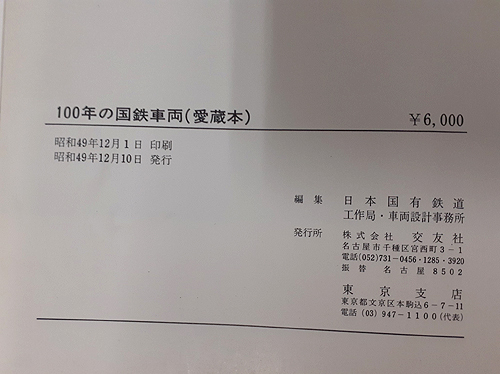 100年の国鉄車両(愛蔵本) ¥6,000
昭和49年12月1日 印刷
昭和49年12月10日 発行
編集 日本国有鉄道
工作局・車両設計事務所
発行所 株式会社 交友社
名古屋市千種区宮西町3-1
電話(052)731-0456・1285・3920
振替 名古屋8502
東京支店
東京都文京区本駒込6-7-11
電話 (03) 947-1100(代表)